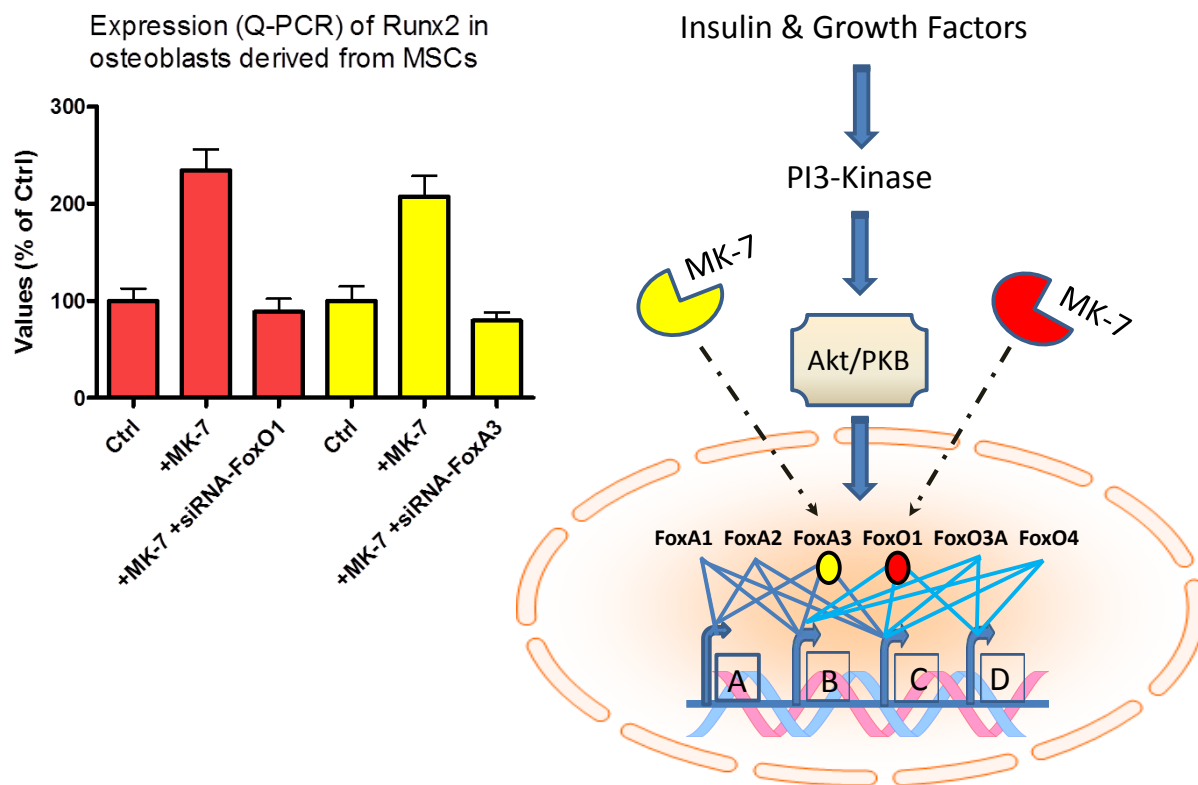 Expression (Q-PCR) of Runx2 in
osteoblasts derived from MSCs
Values (% of Ctrl)
300
200
100
0
Ctrl
+MK-7
+MK-7 +siRNA-FoxO1
Ctrl
+MK-7
+MK-7 +siRNA-FoxA3
Insulin & Growth Factors
PI3-Kinase
MK-7
MK-7
Akt/PKB
FoxA1 FoxA2 FoxA3 FoxO1 FoxO3A FoxO4
A B C D